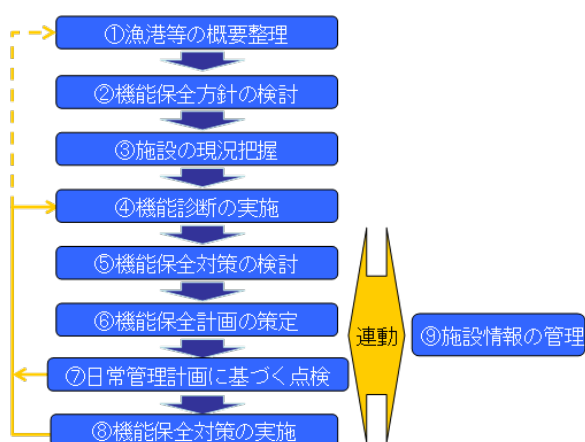 ①漁港等の概要整理
②機能保全方針の検討
③施設の現況把握
④機能診断の実施
⑤機能保全対策の検討
⑥機能保全計画の策定
連動
⑨施設情報の管理
⑦日常管理計画に基づく点検
⑧機能保全対策の実施